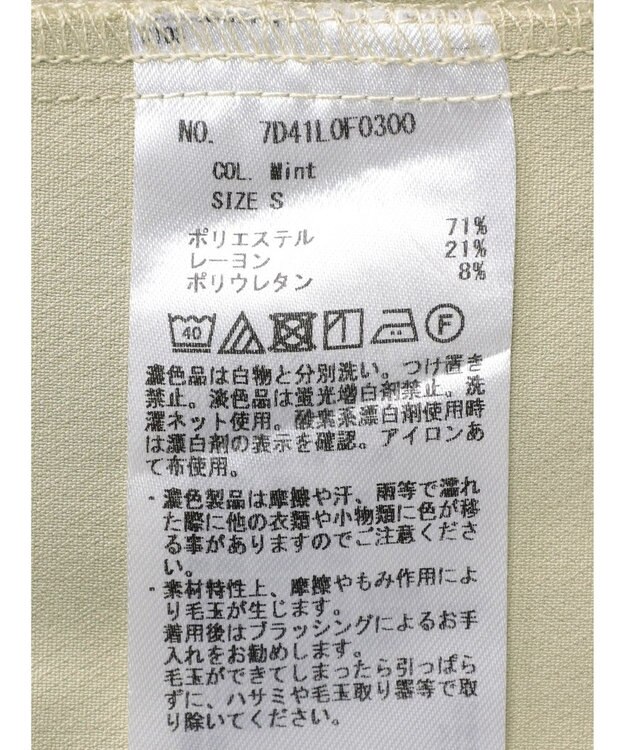 NO. 7D41L0F0300
COL. Mint
SIZE S
ポリエステル 71%
レーヨン 21%
ポリウレタン 8%
40 F
濃色品は白物と分別洗い。つけ置き
禁止。淡色品は蛍光増白剤禁止。洗
濯ネット使用。酸素系漂白剤使用時
は漂白剤の表示を確認。アイロンあ
て布使用。
・濃色製品は摩擦や汗、雨等で濡れ
た際に他の衣類や小物類に色が移
る事がありますのでご注意くださ
い。
・素材特性上、摩擦やもみ作用によ
り毛玉が生じます。
着用後はブラッシングによるお手
入れをお勧めします。
毛玉ができてしまったら引っぱら
ずに、ハサミや毛玉取り器等で取
り除いてください。